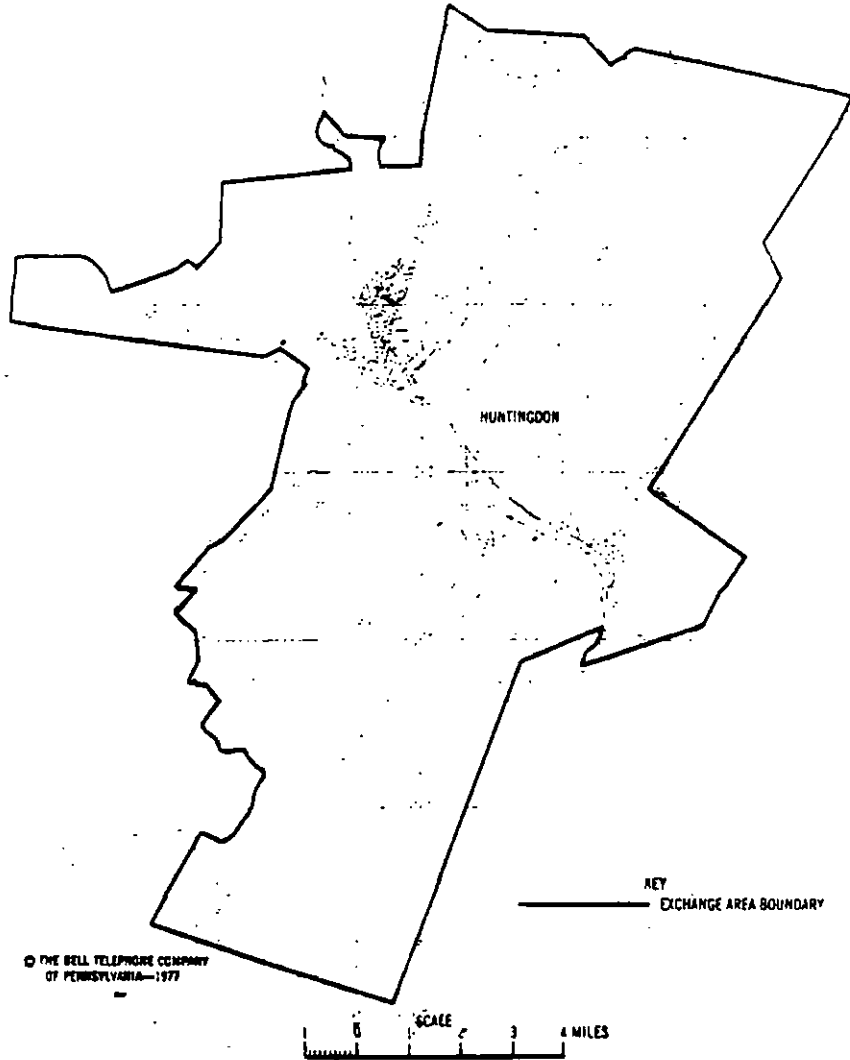 HUNTINGDON
KEY
EXCHANGE AREA BOUNDARY
© THE BELL TELEPHONE COMPANY
OF PENNSYLVANIA—1977
SCALE
1 0 1 2 3 4 MILES